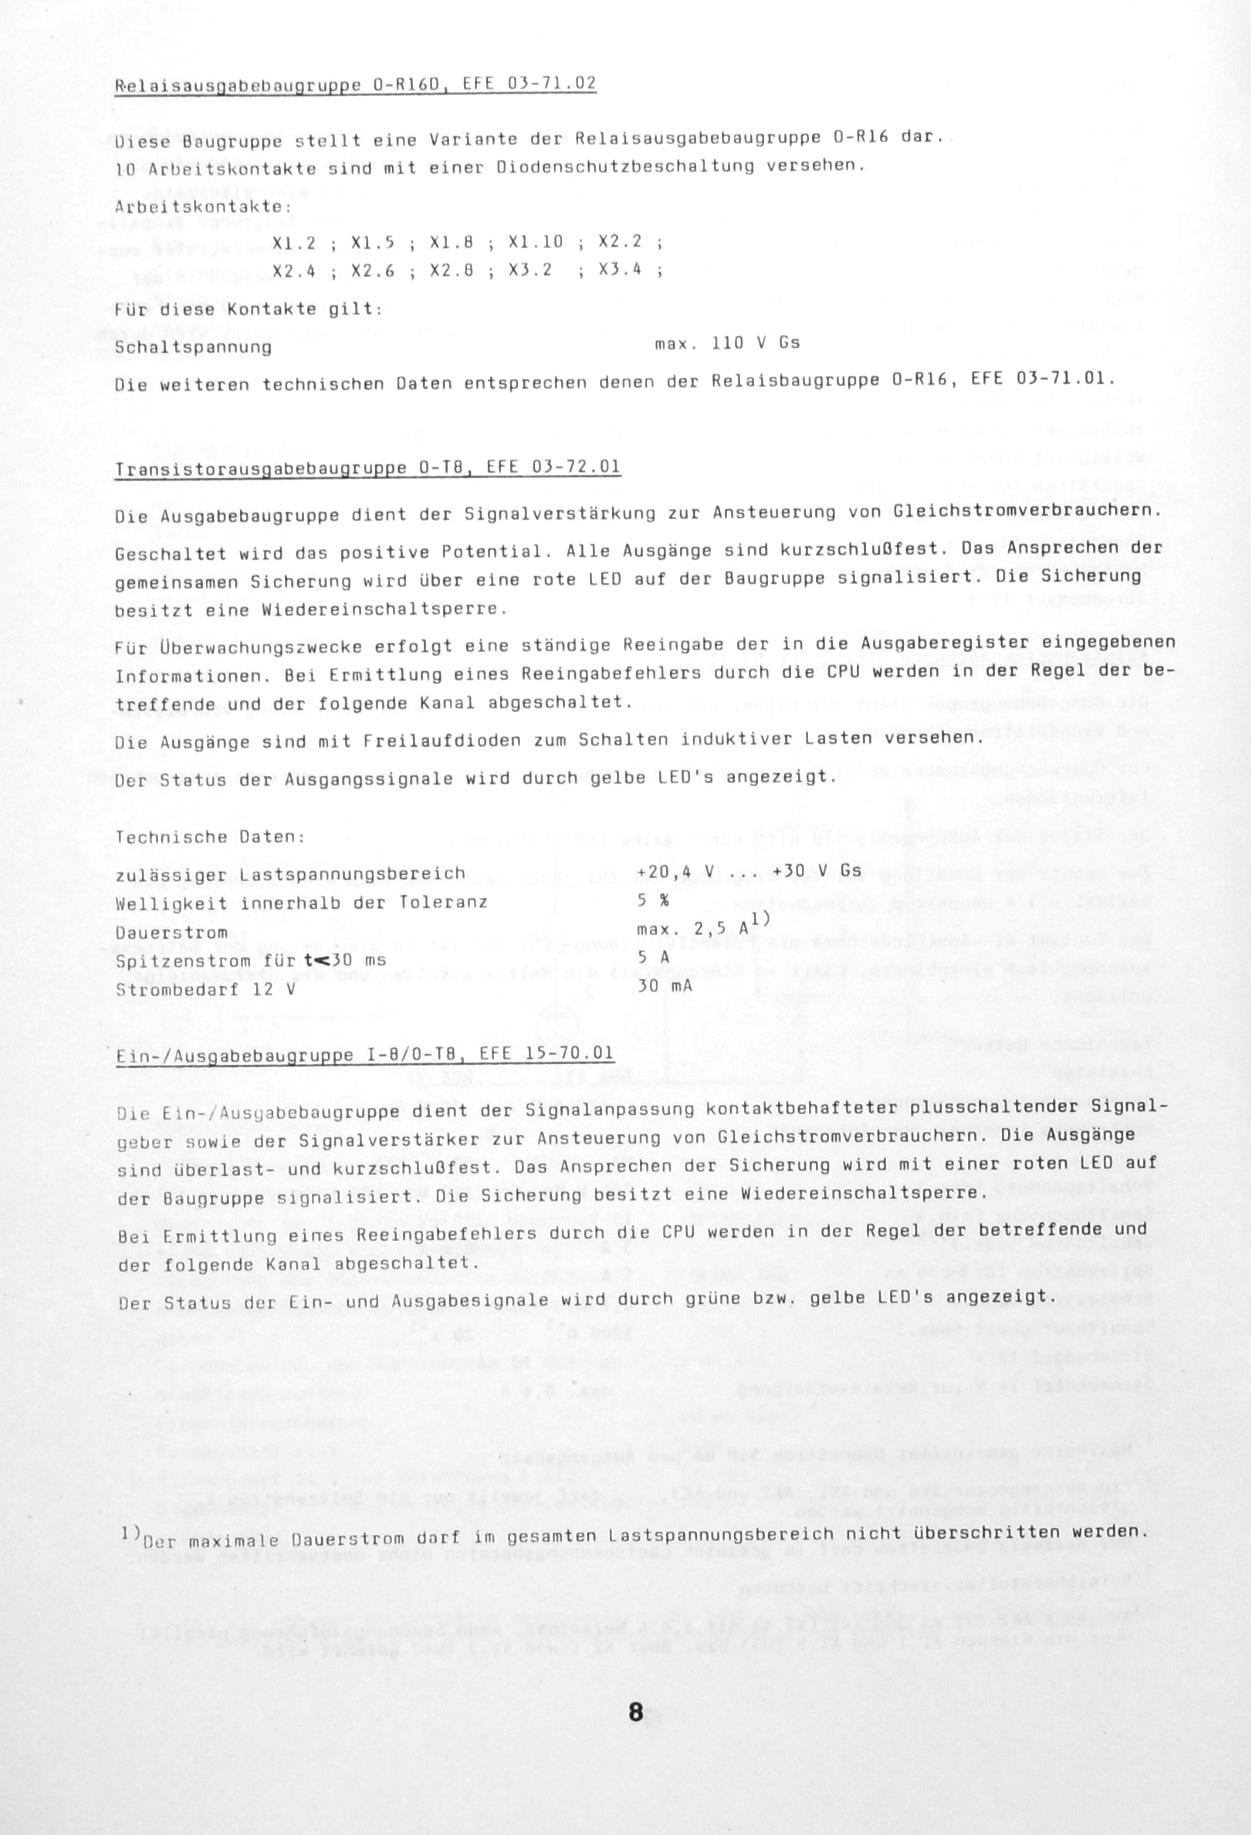 Relaisausgabebaugruppe O-R16D, EFE 03-71.02
Diese Baugruppe stellt eine Variante der Relaisausgabebaugruppe O-R16 dar.
10 Arbeitskontakte sind mit einer Diodenschutzbeschaltung versehen.
Arbeitskontakte:
X1.2 ; X1.5 ; X1.8 ; X1.10 ; X2.2 ;
X2.4 ; X2.6 ; X2.8 ; X3.2 ; X3.4 ;
Für diese Kontakte gilt:
Schaltspannung max. 110 V Gs
Die weiteren technischen Daten entsprechen denen der Relaisbaugruppe O-R16, EFE 03-71.01.
Transistorausgabebaugruppe O-T8, EFE 03-72.01
Die Ausgabebaugruppe dient der Signalverstärkung zur Ansteuerung von Gleichstromverbrauchern.
Geschaltet wird das positive Potential. Alle Ausgänge sind kurzschlußfest. Das Ansprechen der
gemeinsamen Sicherung wird über eine rote LED auf der Baugruppe signalisiert. Die Sicherung
besitzt eine Wiedereinschaltsperre.
Für Überwachungszwecke erfolgt eine ständige Reeingabe der in die Ausgaberegister eingegebenen
Informationen. Bei Ermittlung eines Reeingabefehlers durch die CPU werden in der Regel der be-
treffende und der folgende Kanal abgeschaltet.
Die Ausgänge sind mit Freilaufdioden zum Schalten induktiver Lasten versehen.
Der Status der Ausgangssignale wird durch gelbe LED's angezeigt.
Technische Daten:
zulässiger Lastspannungsbereich +20,4 V ... +30 V Gs
Welligkeit innerhalb der Toleranz 5 %
Dauerstrom max. 2,5 A1)
Spitzenstrom für t<30 ms 5 A
Strombedarf 12 V 30 mA
Ein-/Ausgabebaugruppe I-8/O-T8, EFE 15-70.01
Die Ein-/Ausgabebaugruppe dient der Signalanpassung kontaktbehafteter plusschaltender Signal-
geber sowie der Signalverstärker zur Ansteuerung von Gleichstromverbrauchern. Die Ausgänge
sind überlast- und kurzschlußfest. Das Ansprechen der Sicherung wird mit einer roten LED auf
der Baugruppe signalisiert. Die Sicherung besitzt eine Wiedereinschaltsperre.
Bei Ermittlung eines Reeingabefehlers durch die CPU werden in der Regel der betreffende und
der folgende Kanal abgeschaltet.
Der Status der Ein- und Ausgabesignale wird durch grüne bzw. gelbe LED's angezeigt.
1)Der maximale Dauerstrom darf im gesamten Lastspannungsbereich nicht überschritten werden.
8